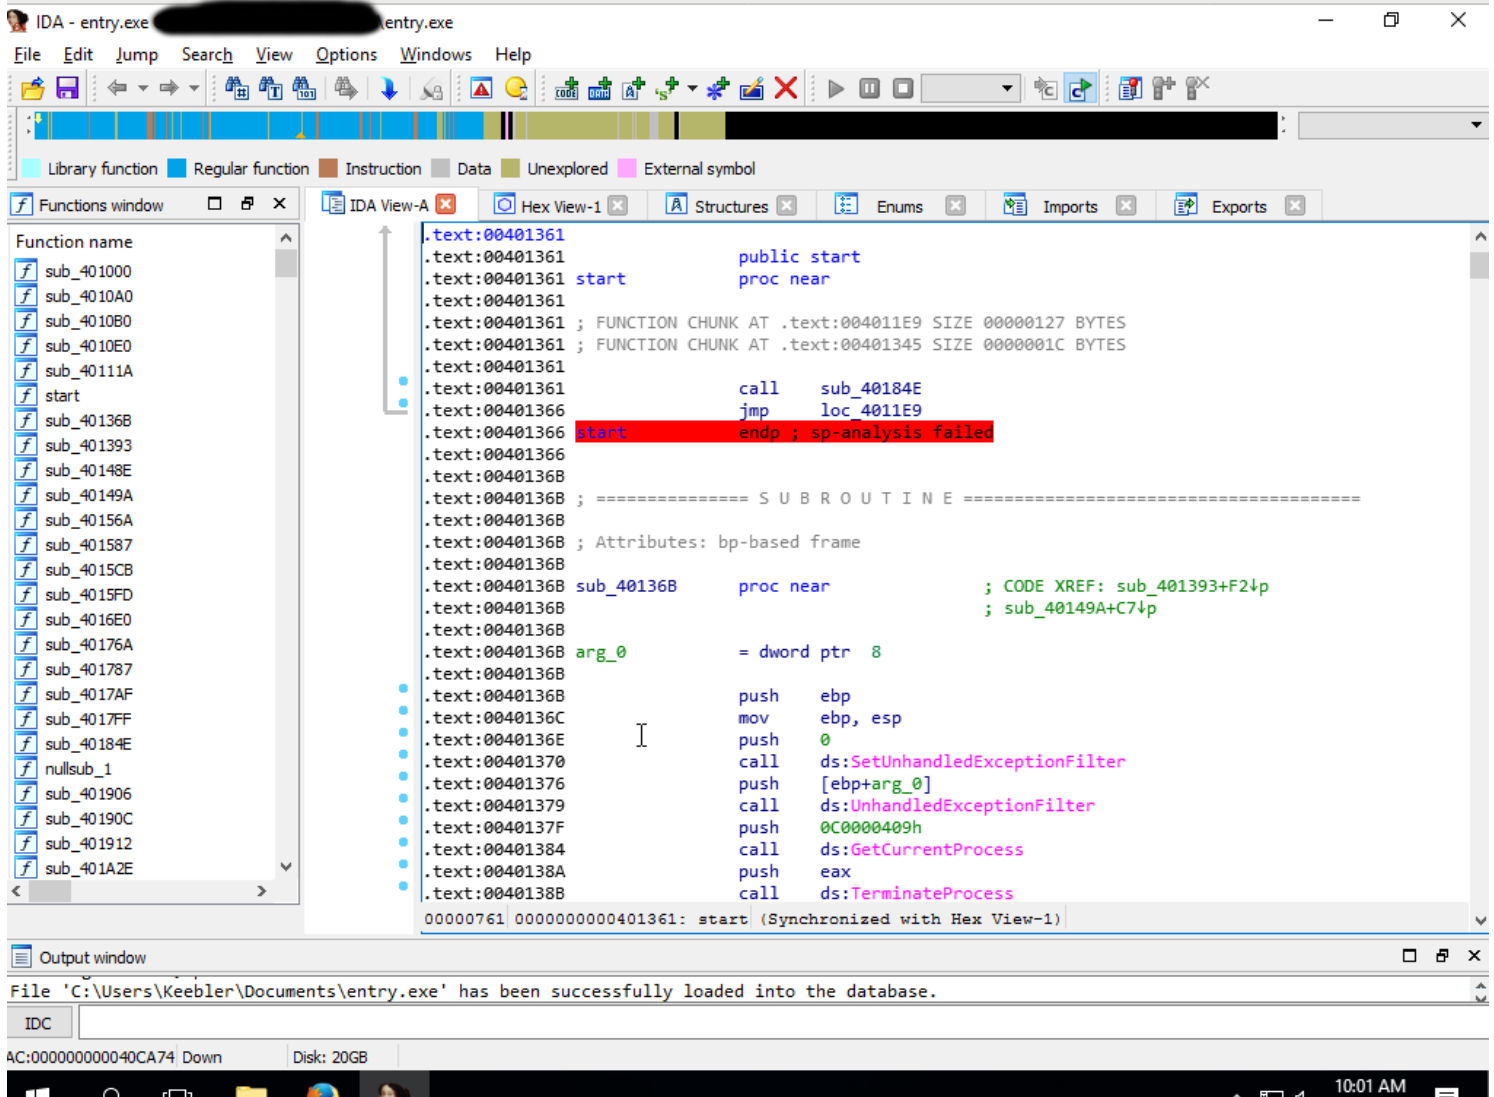 IDA - entry.exe \entry.exe
File Edit Jump Search View Options Windows Help
Library function Regular function Instruction Data Unexplored External symbol
Functions window
IDA View-A Hex View-1 Structures Enums Imports Exports
Function name
sub_401000
sub_4010A0
sub_4010B0
sub_4010E0
sub_40111A
start
sub_40136B
sub_401393
sub_40148E
sub_40149A
sub_40156A
sub_401587
sub_4015CB
sub_4015FD
sub_4016E0
sub_40176A
sub_401787
sub_4017AF
sub_4017FF
sub_40184E
nullsub_1
sub_401906
sub_40190C
sub_401912
sub_401A2E
.text:00401361
.text:00401361 public start
.text:00401361 start proc near
.text:00401361
.text:00401361 ; FUNCTION CHUNK AT .text:004011E9 SIZE 00000127 BYTES
.text:00401361 ; FUNCTION CHUNK AT .text:00401345 SIZE 0000001C BYTES
.text:00401361
.text:00401361 call sub_40184E
.text:00401366 jmp loc_4011E9
.text:00401366 start endp ; sp-analysis failed
.text:00401366
.text:0040136B
.text:0040136B ; =============== S U B R O U T I N E =======================================
.text:0040136B
.text:0040136B ; Attributes: bp-based frame
.text:0040136B
.text:0040136B sub_40136B proc near ; CODE XREF: sub_401393+F2↓p
.text:0040136B ; sub_40149A+C7↓p
.text:0040136B
.text:0040136B arg_0 = dword ptr 8
.text:0040136B
.text:0040136B push ebp
.text:0040136C mov ebp, esp
.text:0040136E push 0
.text:00401370 call ds:SetUnhandledExceptionFilter
.text:00401376 push [ebp+arg_0]
.text:00401379 call ds:UnhandledExceptionFilter
.text:0040137F push 0C0000409h
.text:00401384 call ds:GetCurrentProcess
.text:0040138A push eax
.text:0040138B call ds:TerminateProcess
00000761 0000000000401361: start (Synchronized with Hex View-1)
Output window
File 'C:\Users\Keebler\Documents\entry.exe' has been successfully loaded into the database.
IDC
AC:000000000040CA74 Down Disk: 20GB
10:01 AM